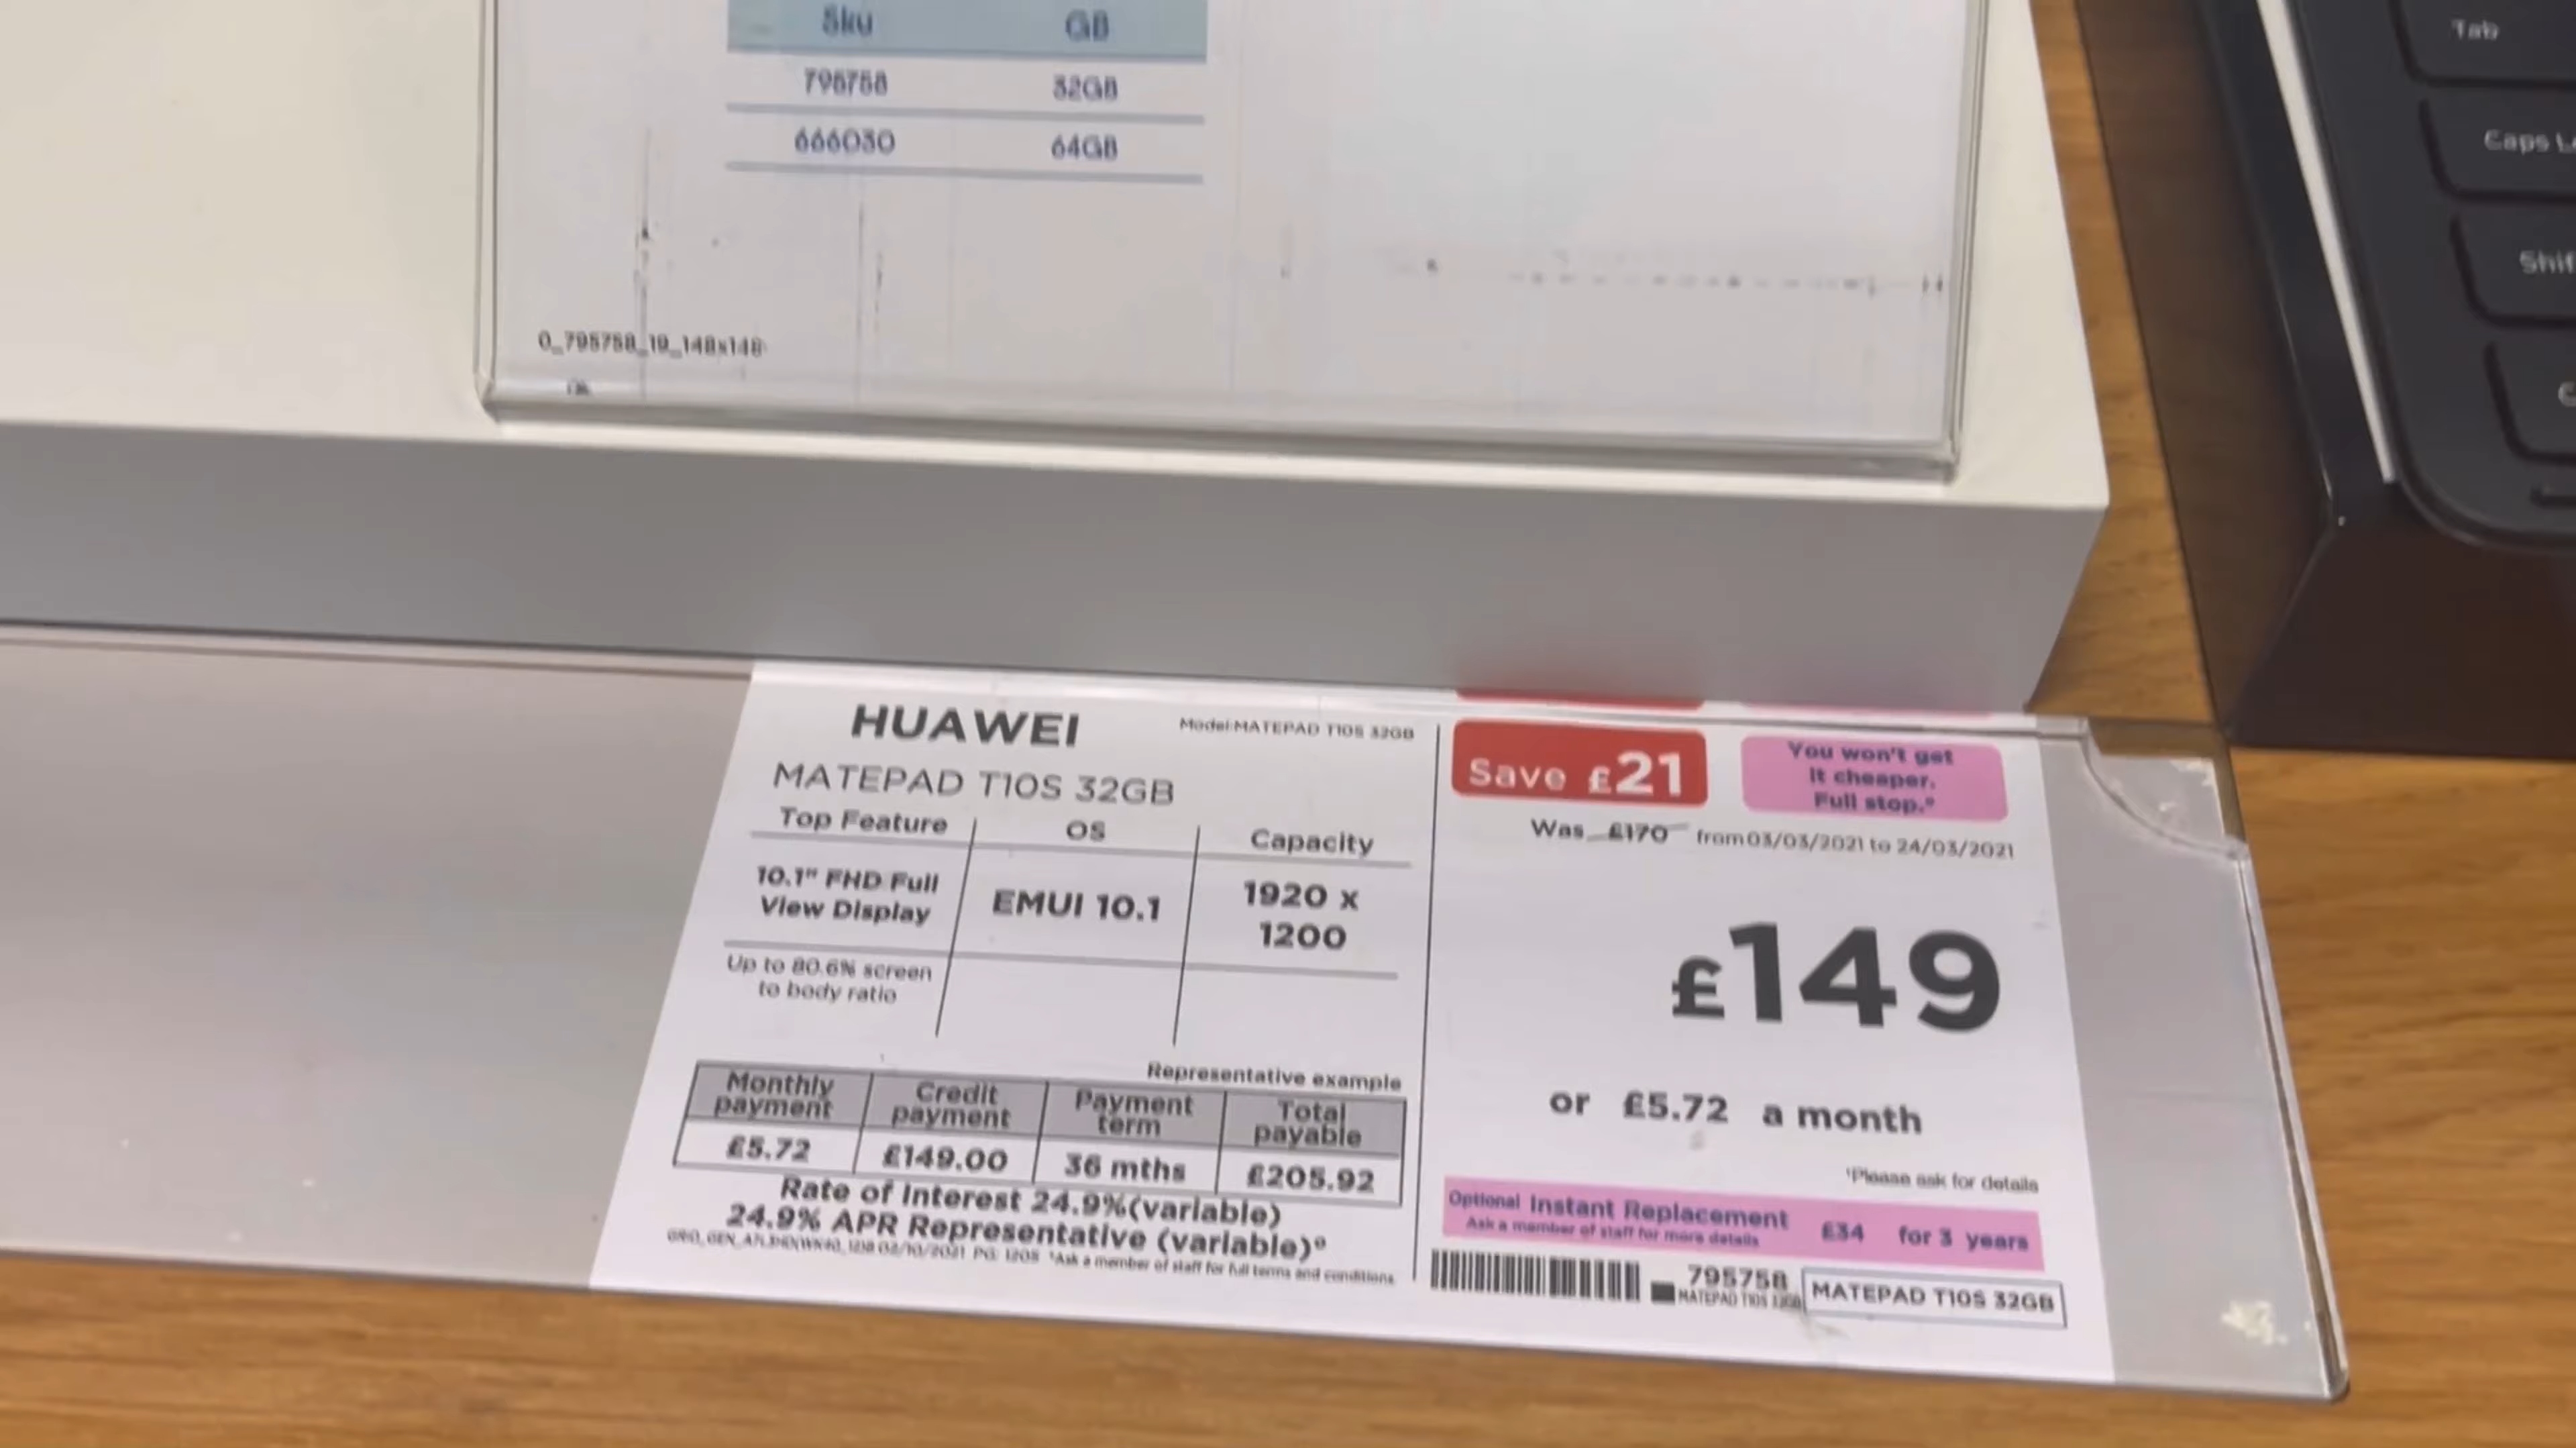 Sku GB
795758 32GB
666030 64GB
0_795758_19_148x148
HUAWEI
Model:MATEPAD T10S 32GB
MATEPAD T10S 32GB
Top Feature OS Capacity
10.1" FHD Full
View Display
EMUI 10.1
1920 x
1200
Up to 80.6% screen
to body ratio
Representative example
Monthly
payment
Credit
payment
Payment
term
Total
payable
£5.72 £149.00 36 mths £205.92
Rate of Interest 24.9%(variable)
24.9% APR Representative (variable)°
*Ask a member of staff for full terms and conditions
Save £21
You won't get
it cheaper.
Full stop.°
Was £170 from 03/03/2021 to 24/03/2021
£149
or £5.72 a month
†Please ask for details
Optional Instant Replacement £34 for 3 years
Ask a member of staff for more details
795758
MATEPAD T10S 32GB
MATEPAD T10S 32GB
Tab
Caps